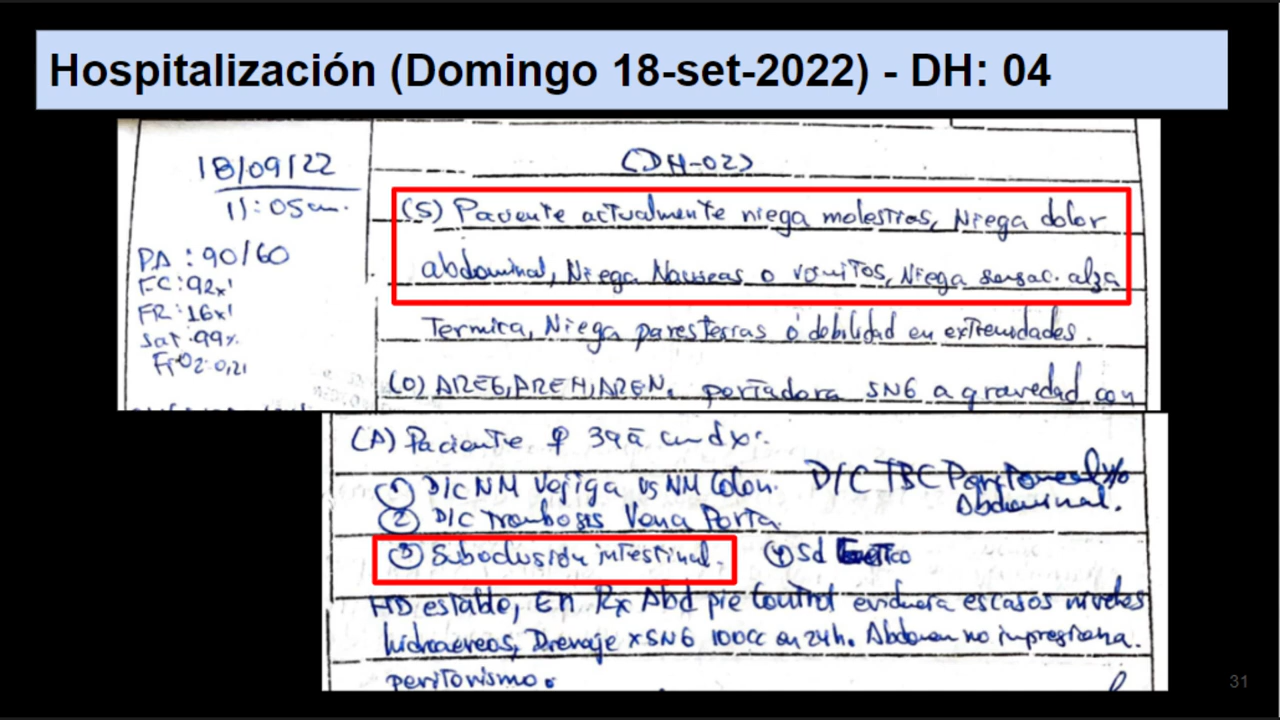 Hospitalización (Domingo 18-set-2022) - DH: 04
18/09/22
11:05am.
PA : 90/60
FC: 92x'
FR: 16x'
Sat: 99%
FiO2: 0,21
(DH-02)
(S) Paciente actualmente niega molestias, Niega dolor
abdominal, Niega Nauseas o vomitos, Niega sensac. alza
Termica, Niega parestesias ó debilidad en extremidades.
(O) AREG, AREH, AREN, portadora SNG a gravedad con
(A) Paciente ♀ 39a con dx:
① D/C NM Vejiga vs NM Colon. D/C TBC Peritoneal y/o
Abdominal.
② D/C Trombosis Vena Porta.
③ Suboclusión intestinal. ④ Sd
HD estable, En Rx Abd pie Control evidencia escasos niveles
hidroaereos, Drenaje x SNG 100cc en 24h. Abdomen no impresiona.
peritonismo.
31